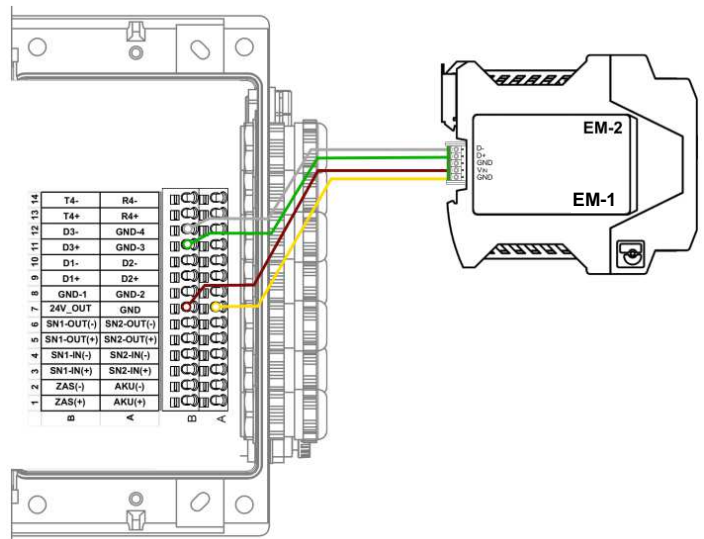 EM-2
D-
D+
GND
VIN
GND
EM-1
14 T4- R4-
13 T4+ R4+
12 D3- GND-4
11 D3+ GND-3
10 D1- D2-
9 D1+ D2+
8 GND-1 GND-2
7 24V_OUT GND
6 SN1-OUT(-) SN2-OUT(-)
5 SN1-OUT(+) SN2-OUT(+)
4 SN1-IN(-) SN2-IN(-)
3 SN1-IN(+) SN2-IN(+)
2 ZAS(-) AKU(-)
1 ZAS(+) AKU(+)
B A B A